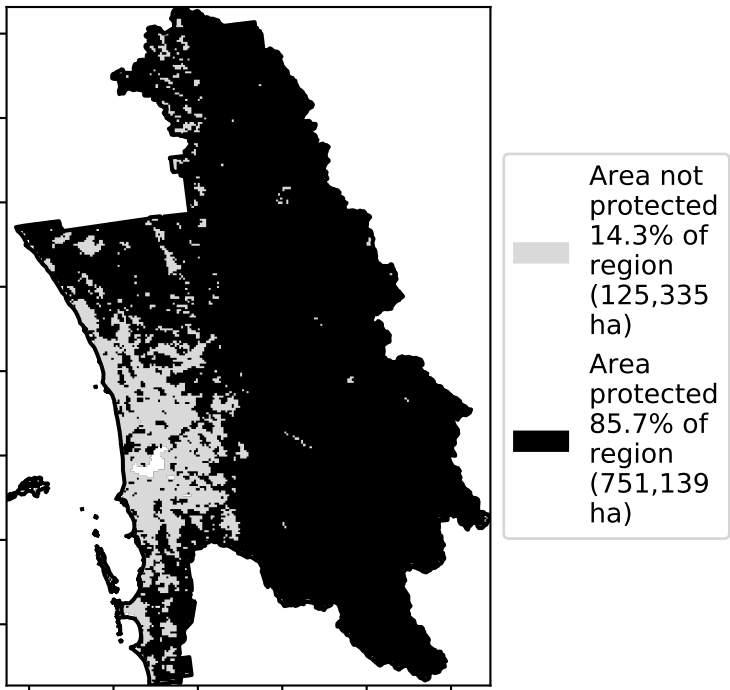 Area not
protected
14.3% of
region
(125,335
ha)
Area
protected
85.7% of
region
(751,139
ha)